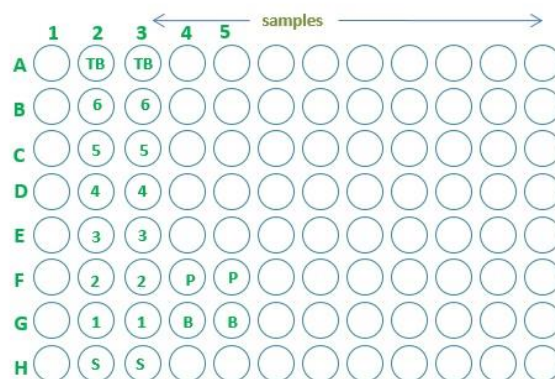 samples
1 2 3 4 5
A TB TB
B 6 6
C 5 5
D 4 4
E 3 3
F 2 2 P P
G 1 1 B B
H S S